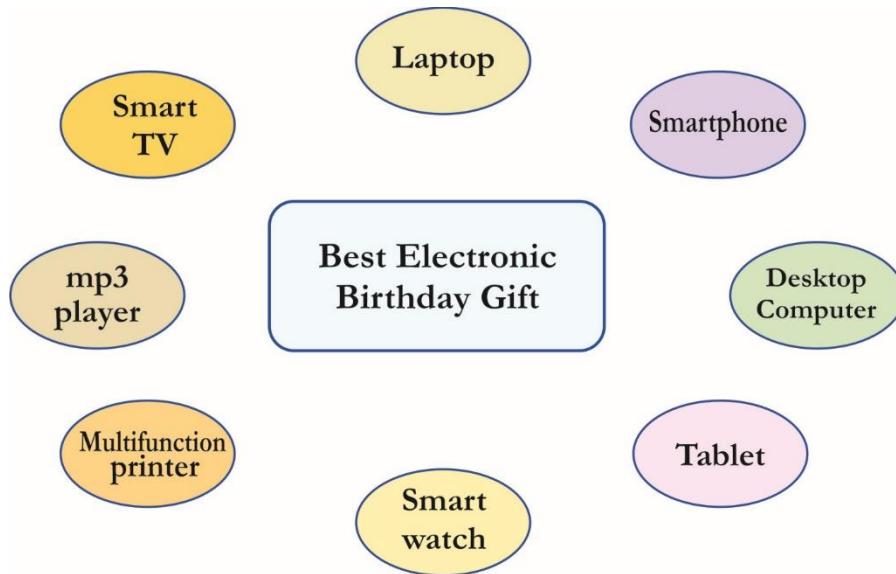 Laptop
Smart
TV
Smartphone
mp3
player
Best Electronic
Birthday Gift
Desktop
Computer
Multifunction
printer
Tablet
Smart
watch